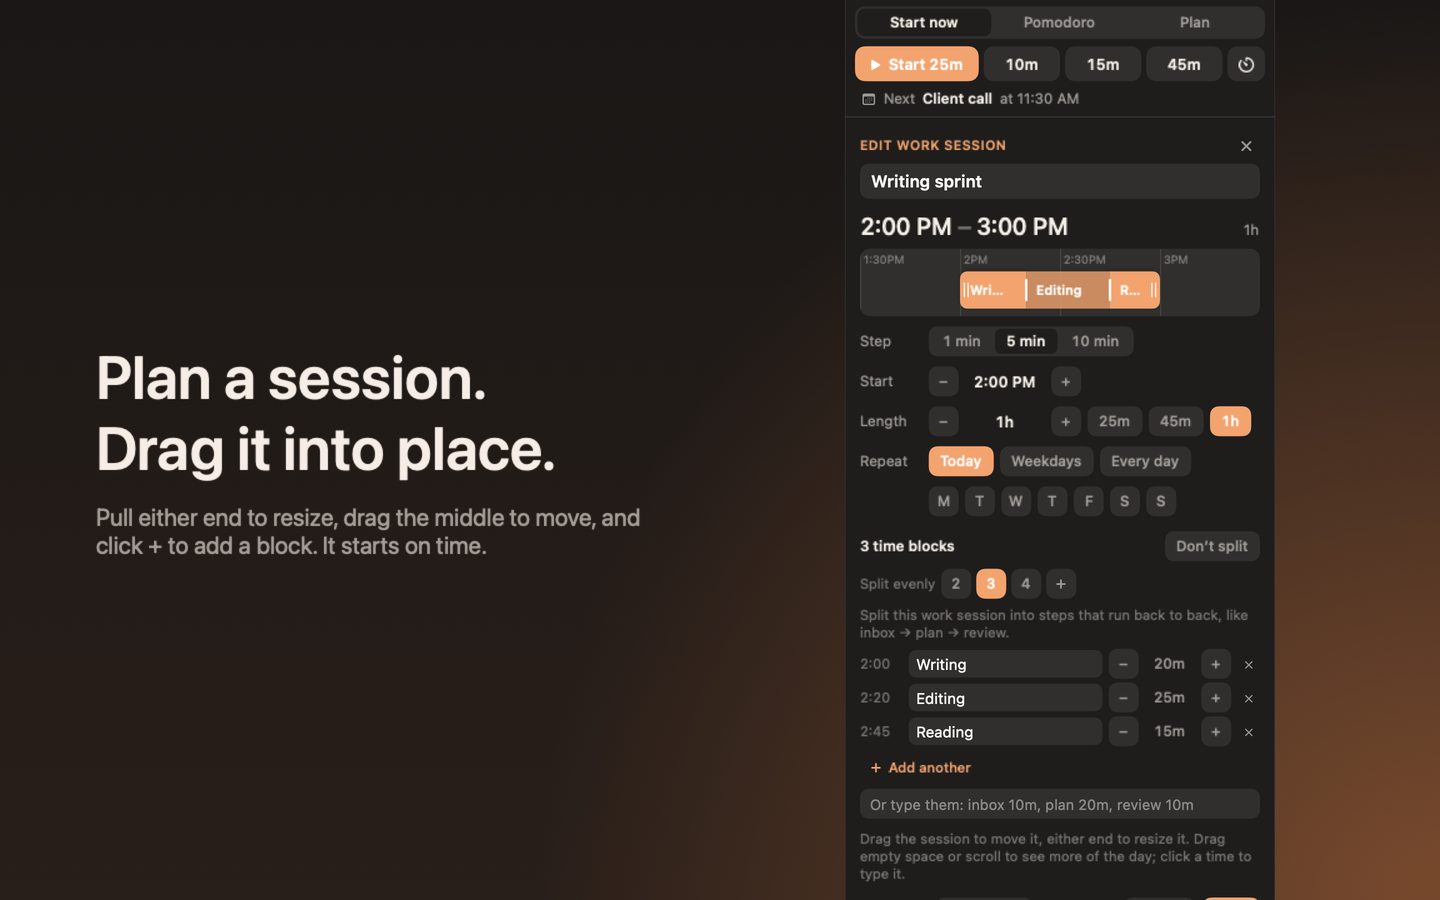 Plan a session.
Drag it into place.
Pull either end to resize, drag the middle to move, and
click + to add a block. It starts on time.
Start now Pomodoro Plan
Start 25m 10m 15m 45m
Next Client call at 11:30 AM
EDIT WORK SESSION ×
Writing sprint
2:00 PM – 3:00 PM 1h
1:30PM 2PM 2:30PM 3PM
Wri... Editing R...
Step 1 min 5 min 10 min
Start − 2:00 PM +
Length − 1h + 25m 45m 1h
Repeat Today Weekdays Every day
M T W T F S S
3 time blocks Don't split
Split evenly 2 3 4 +
Split this work session into steps that run back to back, like
inbox → plan → review.
2:00 Writing − 20m + ×
2:20 Editing − 25m + ×
2:45 Reading − 15m + ×
+ Add another
Or type them: inbox 10m, plan 20m, review 10m
Drag the session to move it, either end to resize it. Drag
empty space or scroll to see more of the day; click a time to
type it.